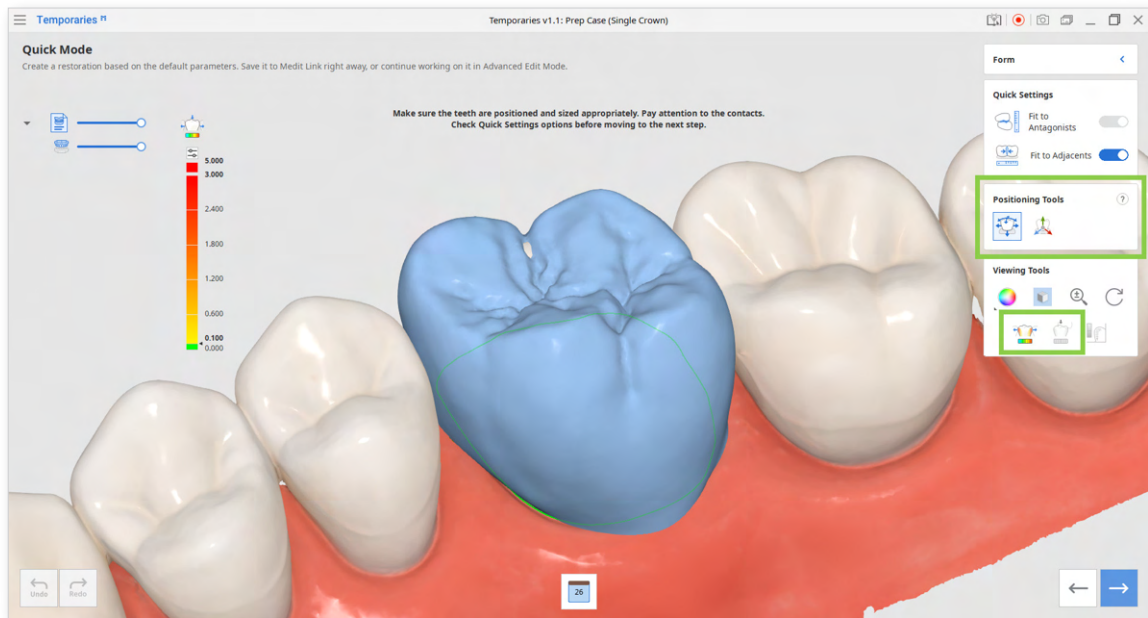 Temporaries
Temporaries v1.1: Prep Case (Single Crown)
Quick Mode
Create a restoration based on the default parameters. Save it to Medit Link right away, or continue working on it in Advanced Edit Mode.
Make sure the teeth are positioned and sized appropriately. Pay attention to the contacts.
Check Quick Settings options before moving to the next step.
5.000
3.000
2.400
1.800
1.200
0.600
0.100
0.000
Form
Quick Settings
Fit to
Antagonists
Fit to Adjacents
Positioning Tools
?
Viewing Tools
Undo
Redo
26